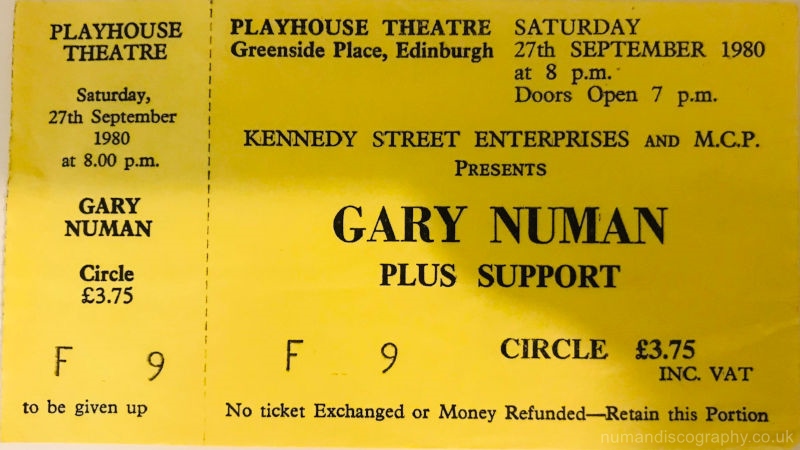 PLAYHOUSE
THEATRE
Saturday,
27th September
1980
at 8.00 p.m.
GARY
NUMAN
Circle
£3.75
F 9
to be given up
PLAYHOUSE THEATRE
Greenside Place, Edinburgh
SATURDAY
27th SEPTEMBER 1980
at 8 p.m.
Doors Open 7 p.m.
KENNEDY STREET ENTERPRISES AND M.C.P.
PRESENTS
GARY NUMAN
PLUS SUPPORT
F 9
CIRCLE £3.75
INC. VAT
No ticket Exchanged or Money Refunded—Retain this Portion
numandiscography.co.uk